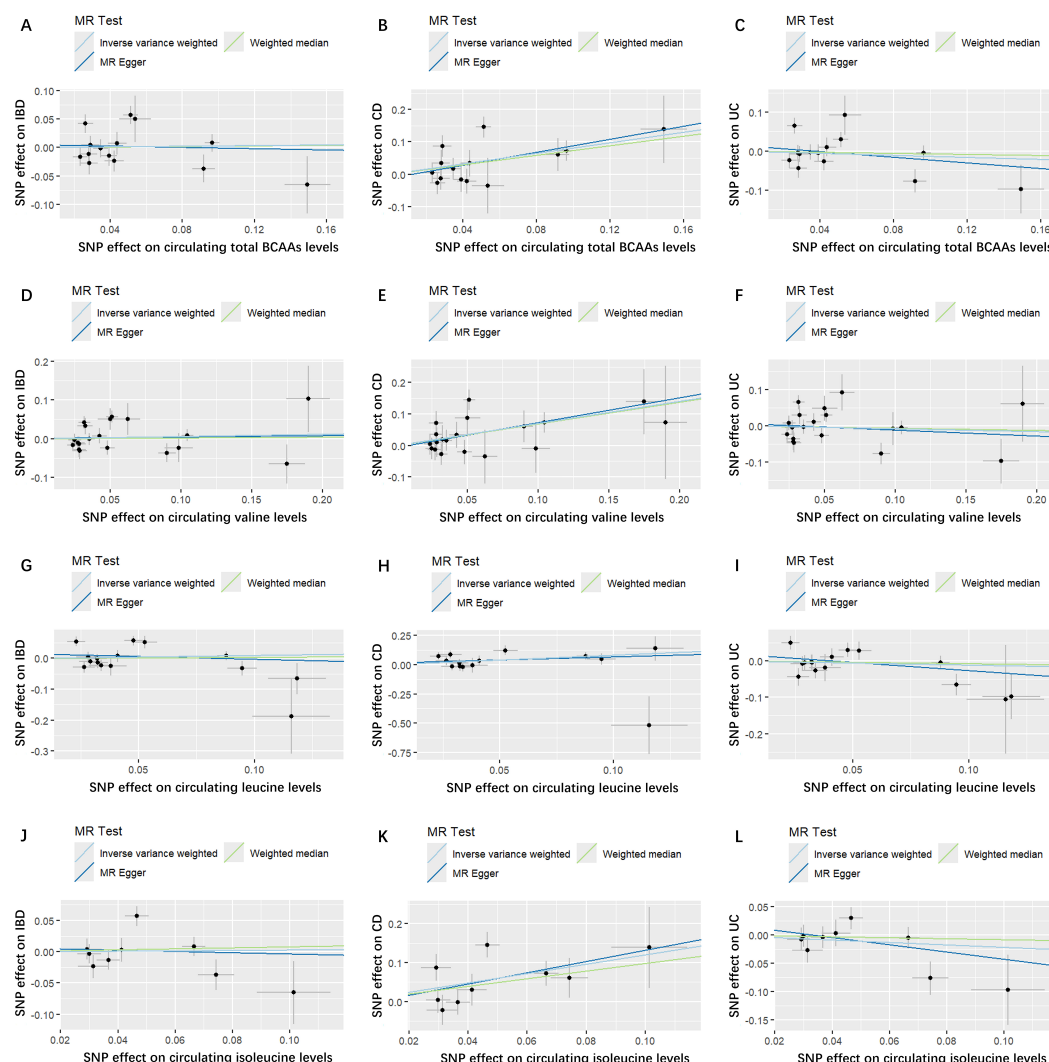 A
MR Test
Inverse variance weighted
Weighted median
MR Egger
SNP effect on IBD
0.10
0.05
0.00
-0.05
-0.10
0.04
0.08
0.12
0.16
SNP effect on circulating total BCAAs levels
B
MR Test
Inverse variance weighted
Weighted median
MR Egger
SNP effect on CD
0.2
0.1
0.0
-0.1
0.04
0.08
0.12
0.16
SNP effect on circulating total BCAAs levels
C
MR Test
Inverse variance weighted
Weighted median
MR Egger
SNP effect on UC
0.1
0.0
-0.1
0.04
0.08
0.12
0.16
SNP effect on circulating total BCAAs levels
D
MR Test
Inverse variance weighted
Weighted median
MR Egger
SNP effect on IBD
0.2
0.1
0.0
-0.1
0.05
0.10
0.15
0.20
SNP effect on circulating valine levels
E
MR Test
Inverse variance weighted
Weighted median
MR Egger
SNP effect on CD
0.2
0.1
0.0
-0.1
0.05
0.10
0.15
0.20
SNP effect on circulating valine levels
F
MR Test
Inverse variance weighted
Weighted median
MR Egger
SNP effect on UC
0.1
0.0
-0.1
0.05
0.10
0.15
0.20
SNP effect on circulating valine levels
G
MR Test
Inverse variance weighted
Weighted median
MR Egger
SNP effect on IBD
0.0
-0.1
-0.2
-0.3
0.05
0.10
SNP effect on circulating leucine levels
H
MR Test
Inverse variance weighted
Weighted median
MR Egger
SNP effect on CD
0.25
0.00
-0.25
-0.50
-0.75
0.05
0.10
SNP effect on circulating leucine levels
I
MR Test
Inverse variance weighted
Weighted median
MR Egger
SNP effect on UC
0.0
-0.1
-0.2
0.05
0.10
SNP effect on circulating leucine levels
J
MR Test
Inverse variance weighted
Weighted median
MR Egger
SNP effect on IBD
0.05
0.00
-0.05
-0.10
0.02
0.04
0.06
0.08
0.10
SNP effect on circulating isoleucine levels
K
MR Test
Inverse variance weighted
Weighted median
MR Egger
SNP effect on CD
0.2
0.1
0.0
0.02
0.04
0.06
0.08
0.10
SNP effect on circulating isoleucine levels
L
MR Test
Inverse variance weighted
Weighted median
MR Egger
SNP effect on UC
0.05
0.00
-0.05
-0.10
-0.15
0.02
0.04
0.06
0.08
0.10
SNP effect on circulating isoleucine levels